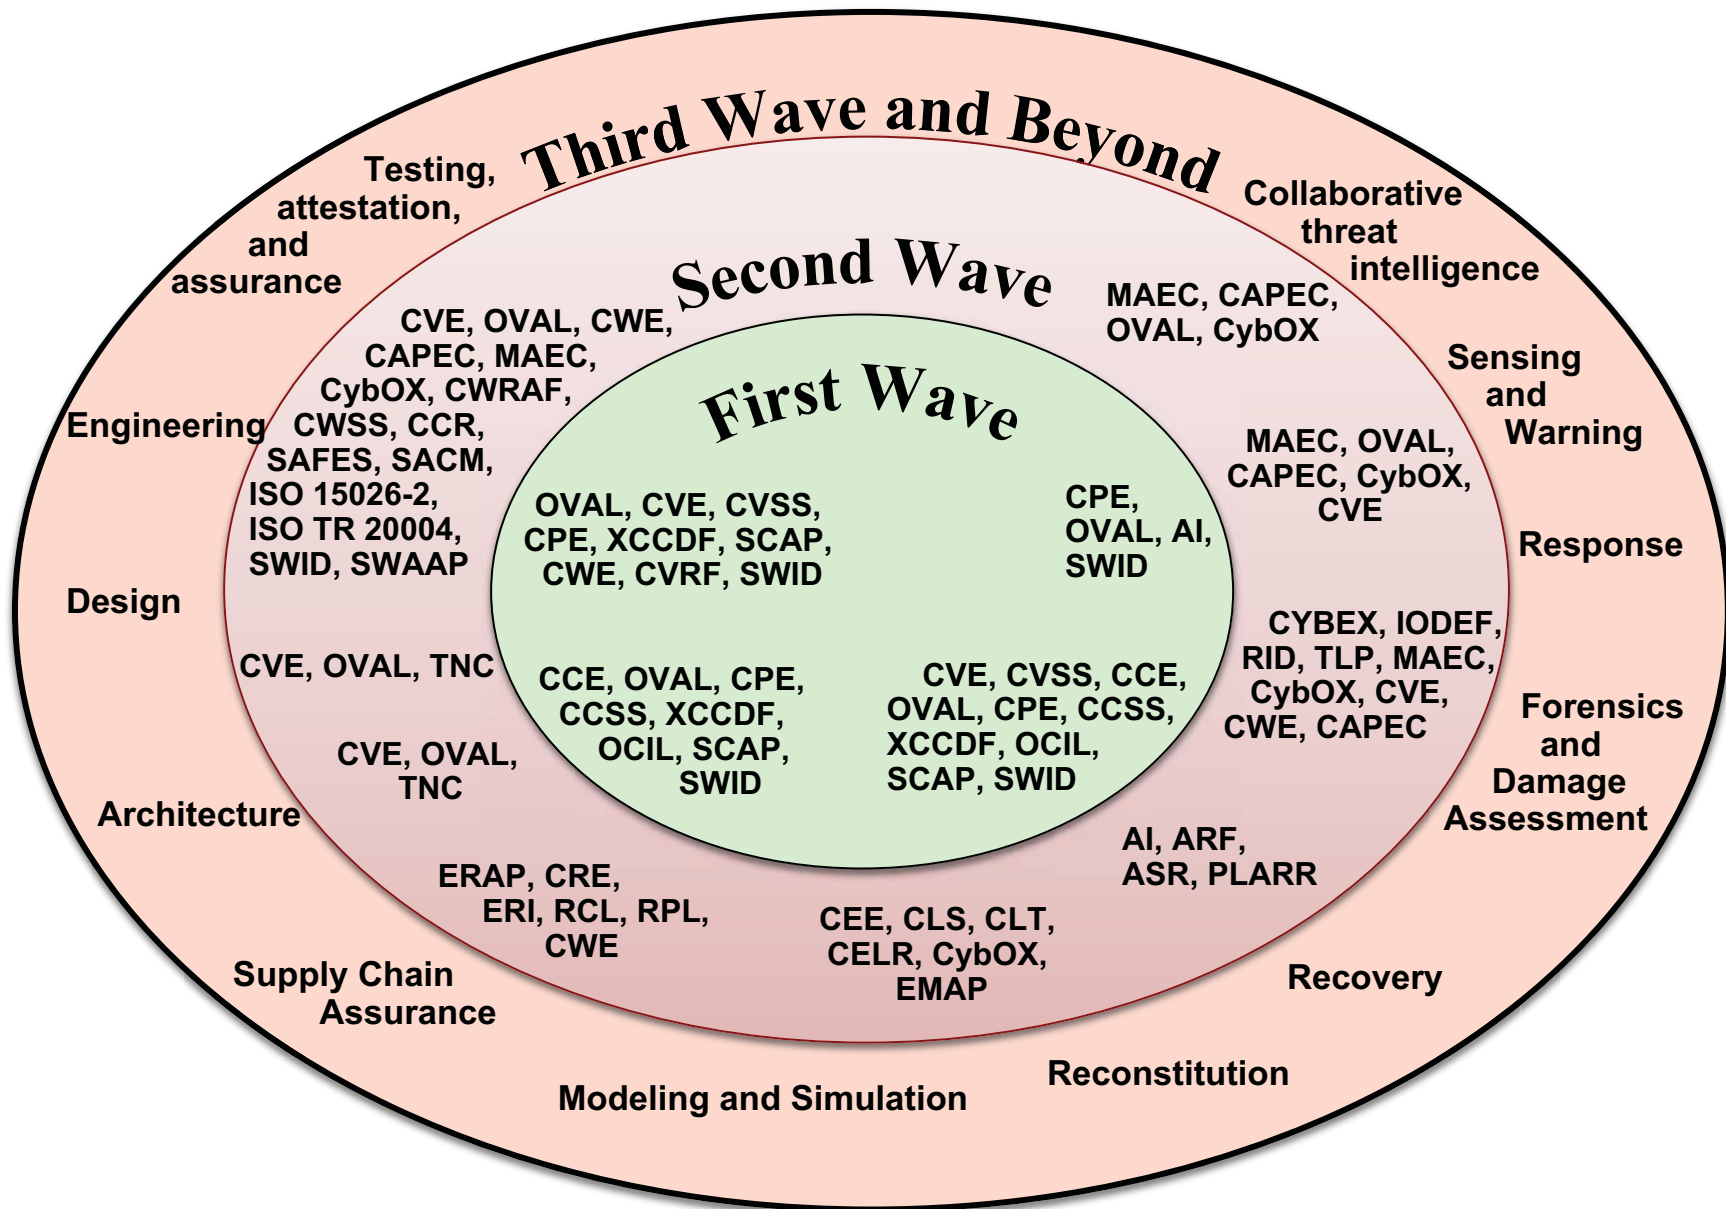 Third Wave and Beyond
Testing,
attestation,
and
assurance
Collaborative
threat
intelligence
Sensing
and
Warning
Response
Forensics
and
Damage
Assessment
Recovery
Reconstitution
Modeling and Simulation
Supply Chain
Assurance
Architecture
Design
Engineering
Second Wave
CVE, OVAL, CWE,
CAPEC, MAEC,
CybOX, CWRAF,
CWSS, CCR,
SAFES, SACM,
ISO 15026-2,
ISO TR 20004,
SWID, SWAAP
MAEC, CAPEC,
OVAL, CybOX
MAEC, OVAL,
CAPEC, CybOX,
CVE
CYBEX, IODEF,
RID, TLP, MAEC,
CybOX, CVE,
CWE, CAPEC
AI, ARF,
ASR, PLARR
CEE, CLS, CLT,
CELR, CybOX,
EMAP
ERAP, CRE,
ERI, RCL, RPL,
CWE
CVE, OVAL,
TNC
CVE, OVAL, TNC
First Wave
OVAL, CVE, CVSS,
CPE, XCCDF, SCAP,
CWE, CVRF, SWID
CPE,
OVAL, AI,
SWID
CCE, OVAL, CPE,
CCSS, XCCDF,
OCIL, SCAP,
SWID
CVE, CVSS, CCE,
OVAL, CPE, CCSS,
XCCDF, OCIL,
SCAP, SWID